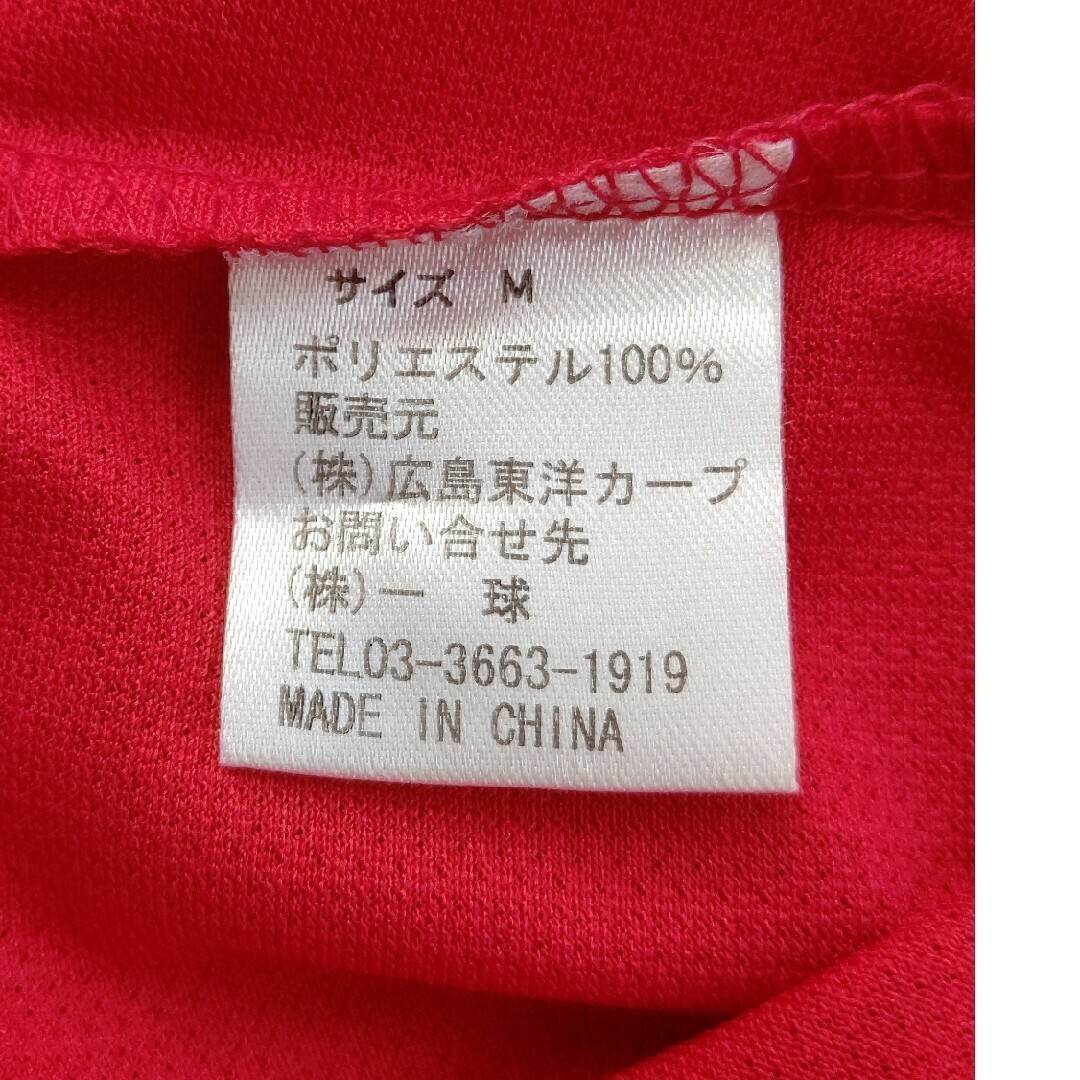 サイズ M
ポリエステル100%
販売元
(株)広島東洋カープ
お問い合せ先
(株)一 球
TEL03-3663-1919
MADE IN CHINA